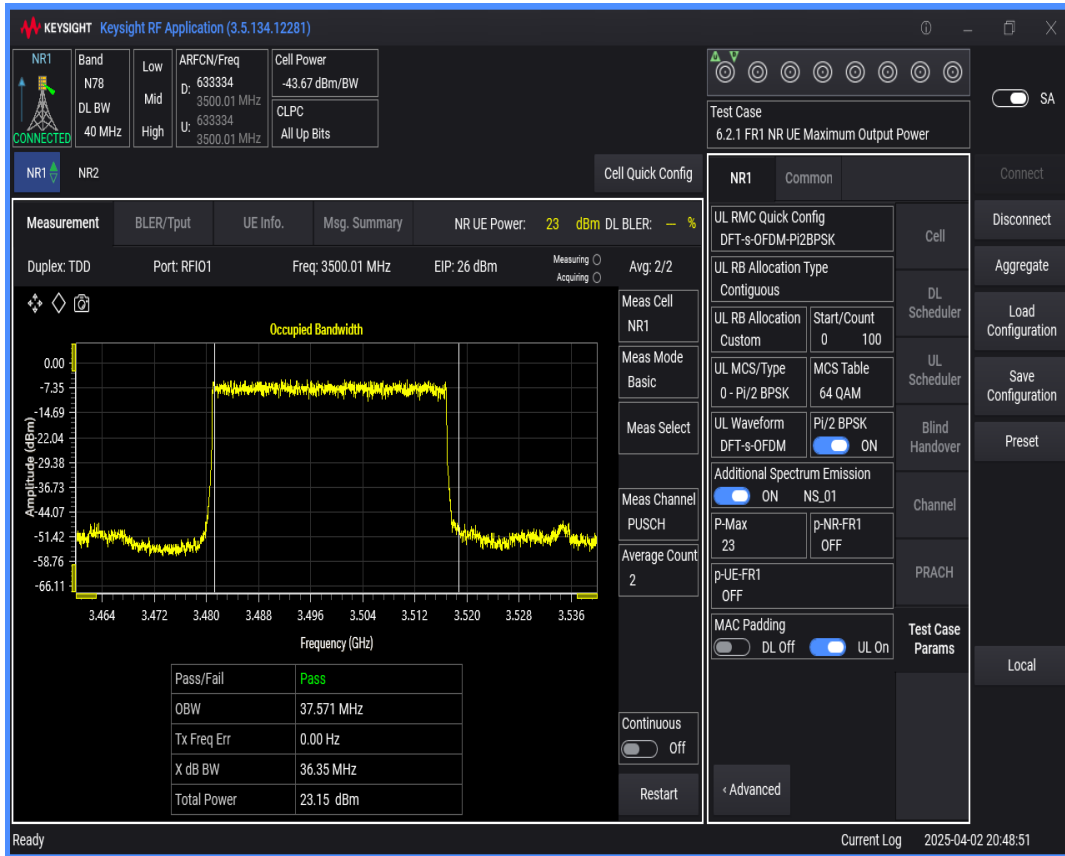 KEYSIGHT Keysight RF Application (3.5.134.12281)
NR1
CONNECTED
Band
N78
DL BW
40 MHz
Low
Mid
High
ARFCN/Freq
D: 633334
3500.01 MHz
U: 633334
3500.01 MHz
Cell Power
-43.67 dBm/BW
CLPC
All Up Bits
Test Case
6.2.1 FR1 NR UE Maximum Output Power
SA
NR1
NR2
Cell Quick Config
Measurement
BLER/Tput
UE Info.
Msg. Summary
NR UE Power: 23 dBm DL BLER: --- %
Duplex: TDD
Port: RFIO1
Freq: 3500.01 MHz
EIP: 26 dBm
Measuring
Acquiring
Avg: 2/2
Occupied Bandwidth
Amplitude (dBm)
0.00
-7.35
-14.69
-22.04
-29.38
-36.73
-44.07
-51.42
-58.76
-66.11
3.464 3.472 3.480 3.488 3.496 3.504 3.512 3.520 3.528 3.536
Frequency (GHz)
Pass/Fail Pass
OBW 37.571 MHz
Tx Freq Err 0.00 Hz
X dB BW 36.35 MHz
Total Power 23.15 dBm
Meas Cell
NR1
Meas Mode
Basic
Meas Select
Meas Channel
PUSCH
Average Count
2
Continuous
Off
Restart
NR1
Common
UL RMC Quick Config
DFT-s-OFDM-Pi2BPSK
UL RB Allocation Type
Contiguous
UL RB Allocation
Custom
Start/Count
0 100
UL MCS/Type
0 - Pi/2 BPSK
MCS Table
64 QAM
UL Waveform
DFT-s-OFDM
Pi/2 BPSK
ON
Additional Spectrum Emission
ON NS_01
P-Max
23
p-NR-FR1
OFF
p-UE-FR1
OFF
MAC Padding
DL Off UL On
‹ Advanced
Cell
DL
Scheduler
UL
Scheduler
Blind
Handover
Channel
PRACH
Test Case
Params
Connect
Disconnect
Aggregate
Load
Configuration
Save
Configuration
Preset
Local
Ready
Current Log 2025-04-02 20:48:51